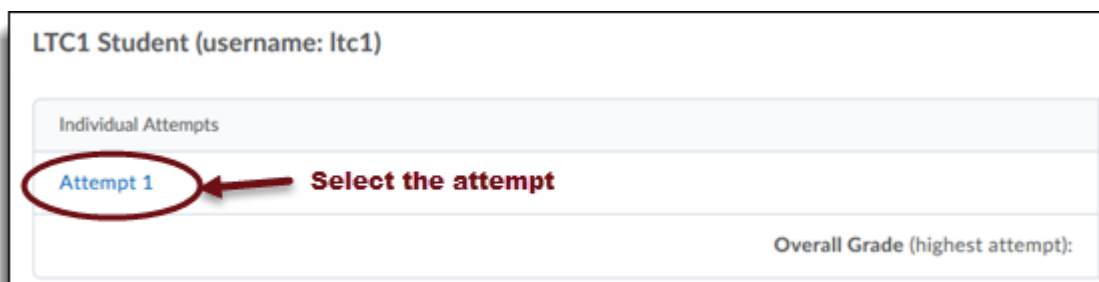 LTC1 Student (username: ltc1)
Individual Attempts
Attempt 1
Select the attempt
Overall Grade (highest attempt):